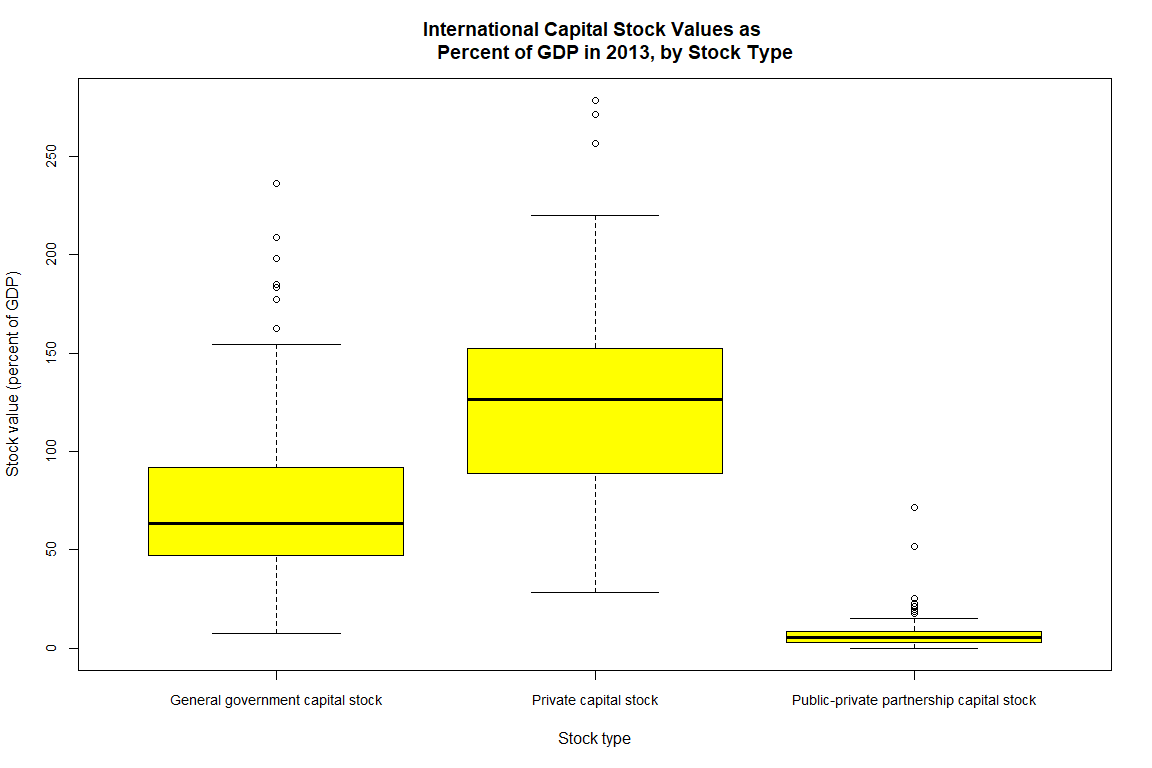 International Capital Stock Values as
Percent of GDP in 2013, by Stock Type
Stock value (percent of GDP)
250
200
150
100
50
0
General government capital stock
Private capital stock
Public-private partnership capital stock
Stock type